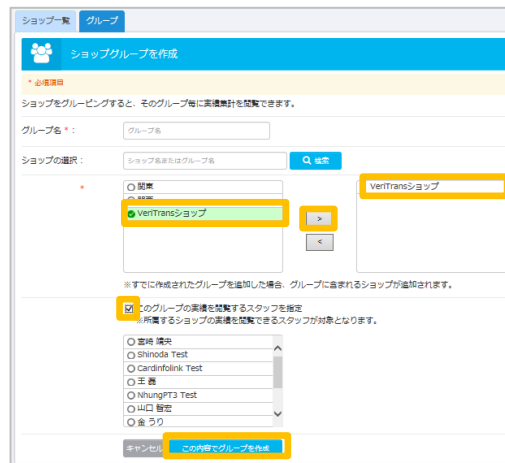 ショップ一覧 グループ
ショップグループを作成
* 必須項目
ショップをグルーピングすると、そのグループ毎に実績集計を閲覧できます。
グループ名 * : グループ名
ショップの選択 : ショップ名またはグループ名 検索
*
関東
VeriTransショップ
>
<
VeriTransショップ
※すでに作成されたグループを追加した場合、グループに含まれるショップが追加されます。
このグループの実績を閲覧するスタッフを指定
※所属するショップの実績を閲覧できるスタッフが対象となります。
宮崎 靖央
Shinoda Test
Cardinfolink Test
王 磊
NhungPT3 Test
山口 智宏
金 うり
キャンセル この内容でグループを作成